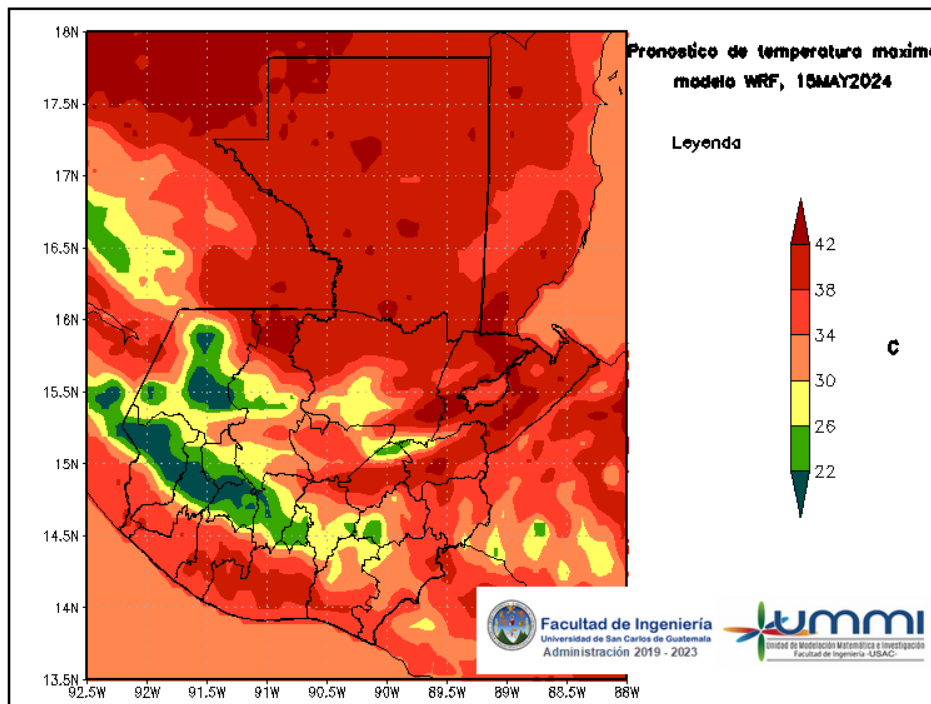 Pronostico de temperatura maxima
modelo WRF, 15MAY2024
Leyenda
18N
17.5N
17N
16.5N
16N
15.5N
15N
14.5N
14N
13.5N
92.5W
92W
91.5W
91W
90.5W
90W
89.5W
89W
88.5W
88W
42
38
34
30
26
22
C
Facultad de Ingeniería
Universidad de San Carlos de Guatemala
Administración 2019 - 2023
UMMI
Unidad de Modelación Matemática e Investigación
Facultad de Ingeniería -USAC-